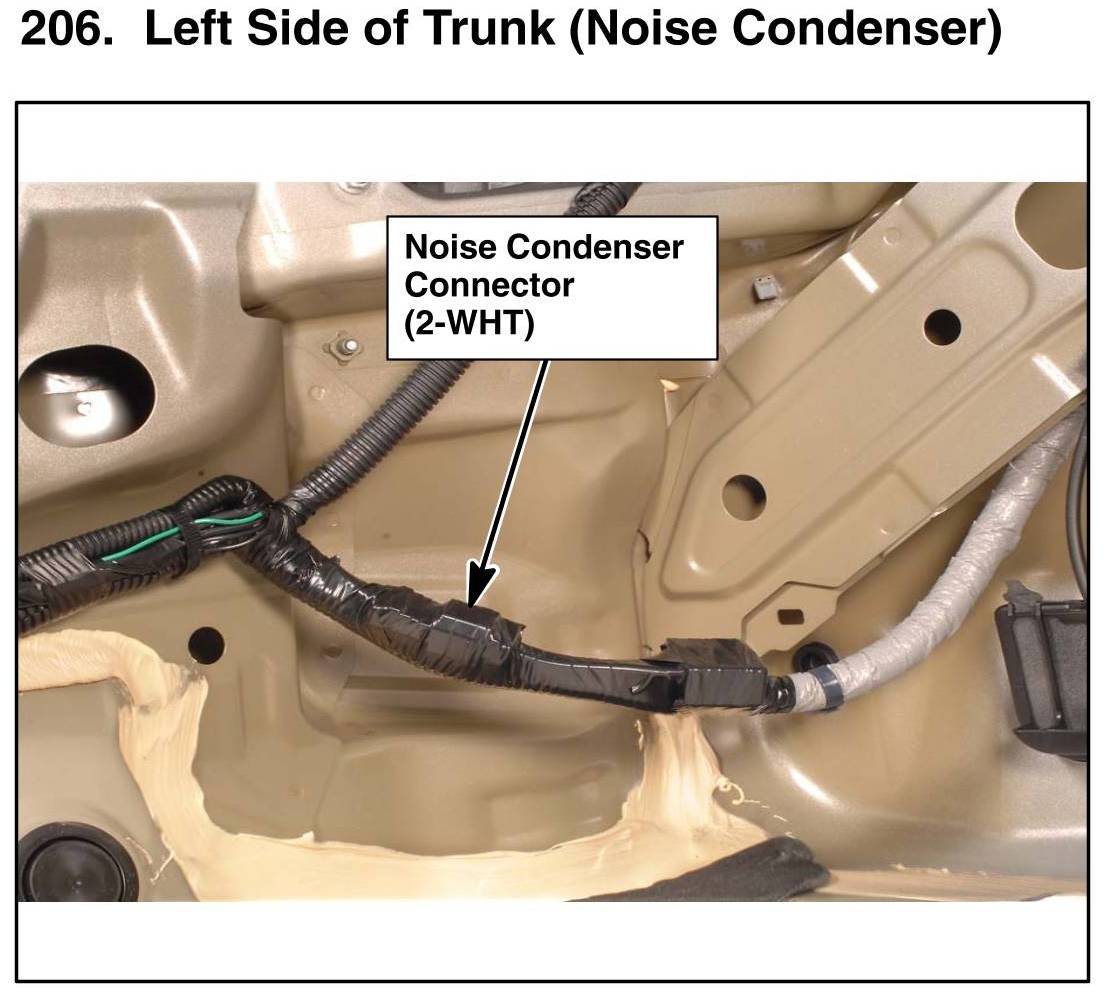 206. Left Side of Trunk (Noise Condenser)
Noise Condenser
Connector
(2-WHT)